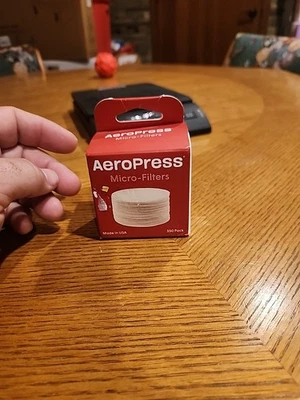 AeroPress
Micro-Filters
AeroPress®
Micro-Filters
Made in USA
350 Pack